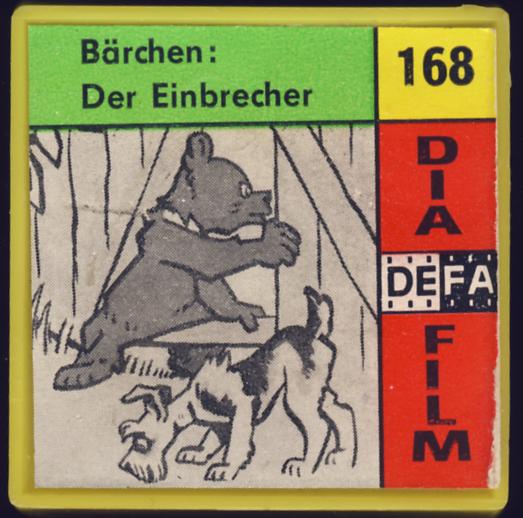 Bärchen:
Der Einbrecher
168
DIA
DEFA
FILM